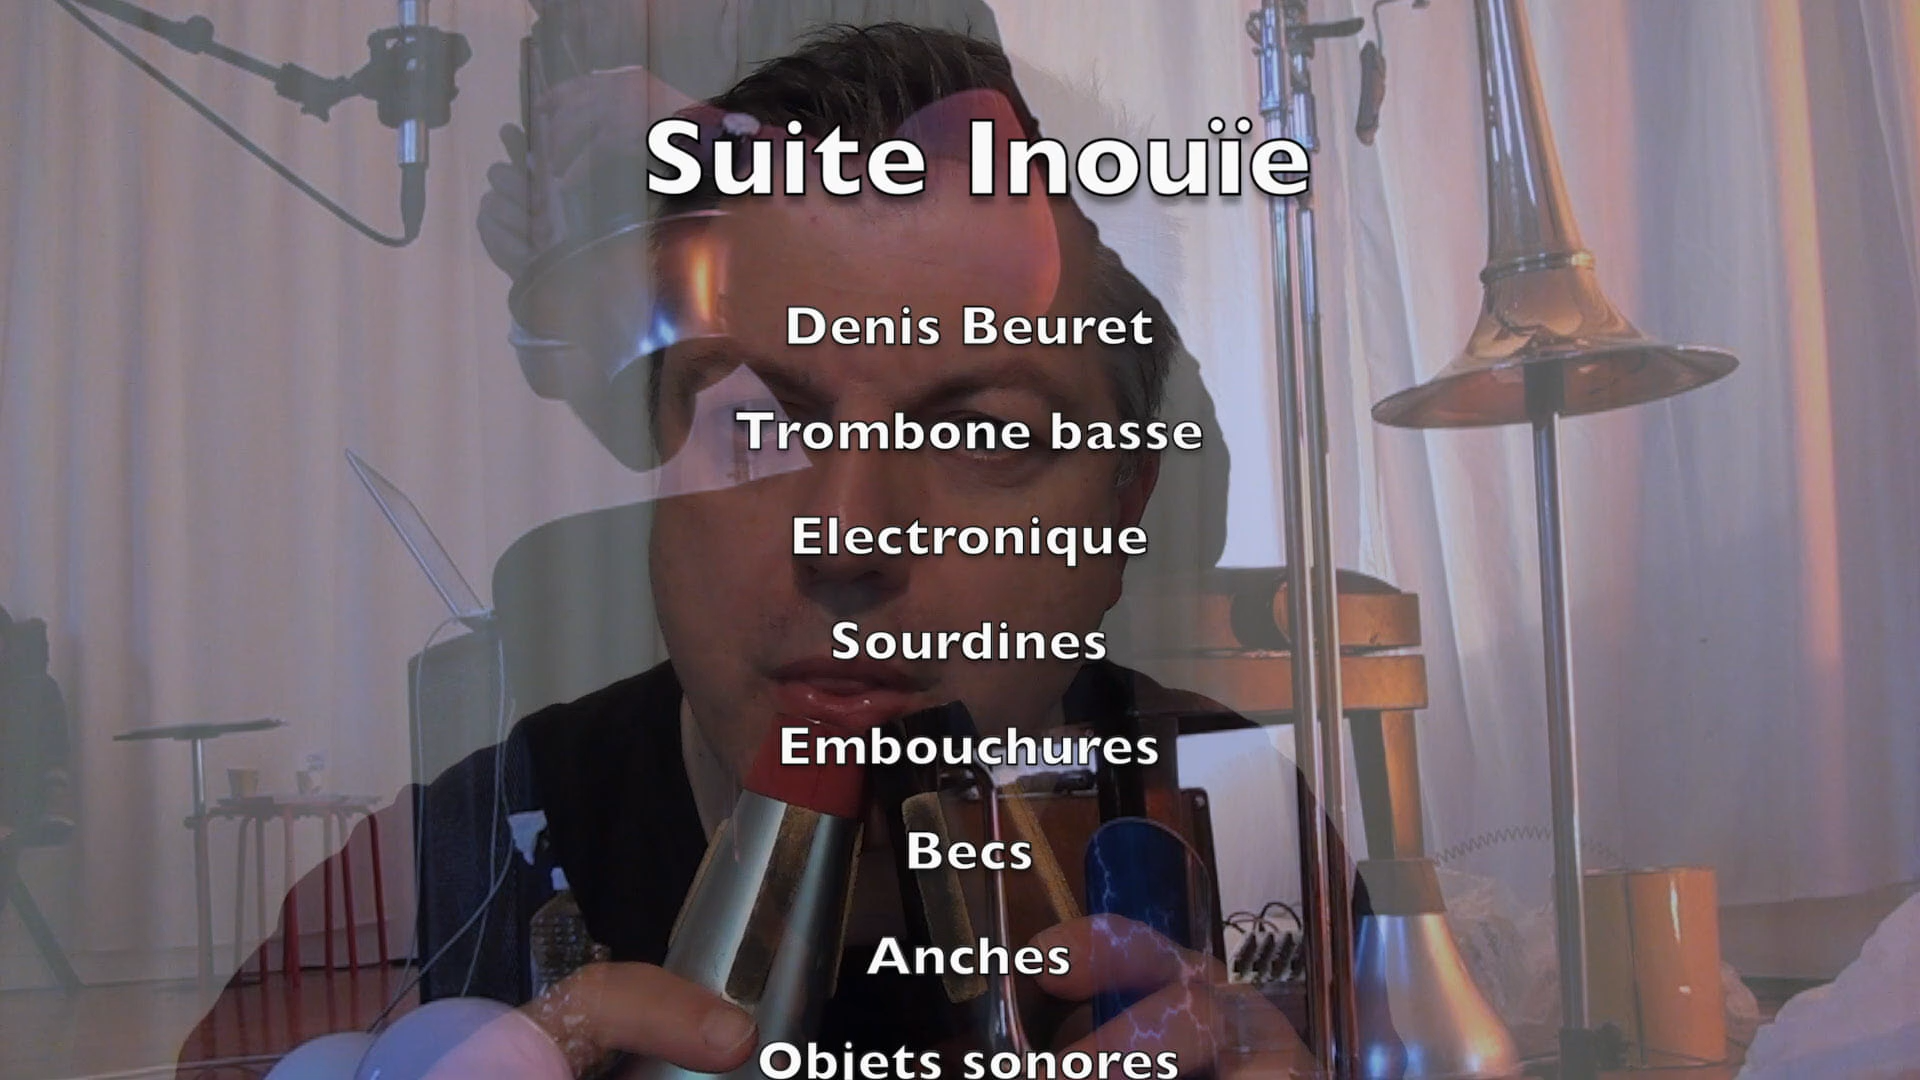 Suite Inouïe
Denis Beuret
Trombone basse
Electronique
Sourdines
Embouchures
Becs
Anches
Objets sonores